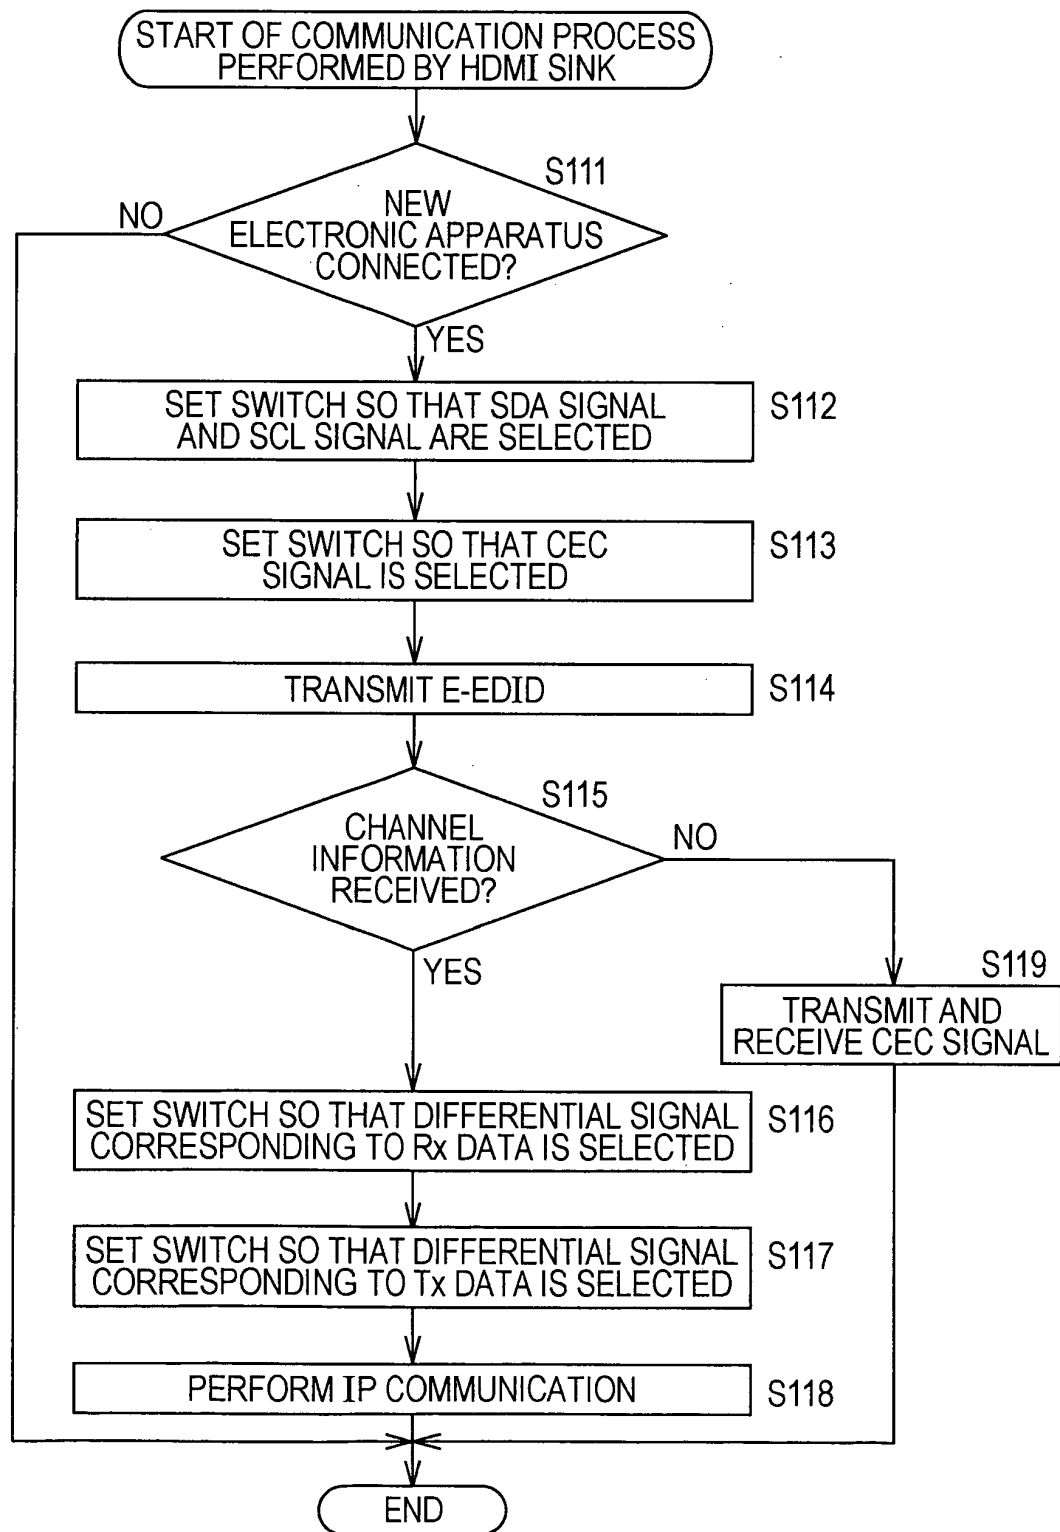 START OF COMMUNICATION PROCESS
PERFORMED BY HDMI SINK
S111
NEW
ELECTRONIC APPARATUS
CONNECTED?
NO
YES
SET SWITCH SO THAT SDA SIGNAL
AND SCL SIGNAL ARE SELECTED
S112
SET SWITCH SO THAT CEC
SIGNAL IS SELECTED
S113
TRANSMIT E-EDID
S114
S115
CHANNEL
INFORMATION
RECEIVED?
NO
YES
S119
TRANSMIT AND
RECEIVE CEC SIGNAL
SET SWITCH SO THAT DIFFERENTIAL SIGNAL
CORRESPONDING TO Rx DATA IS SELECTED
S116
SET SWITCH SO THAT DIFFERENTIAL SIGNAL
CORRESPONDING TO Tx DATA IS SELECTED
S117
PERFORM IP COMMUNICATION
S118
END